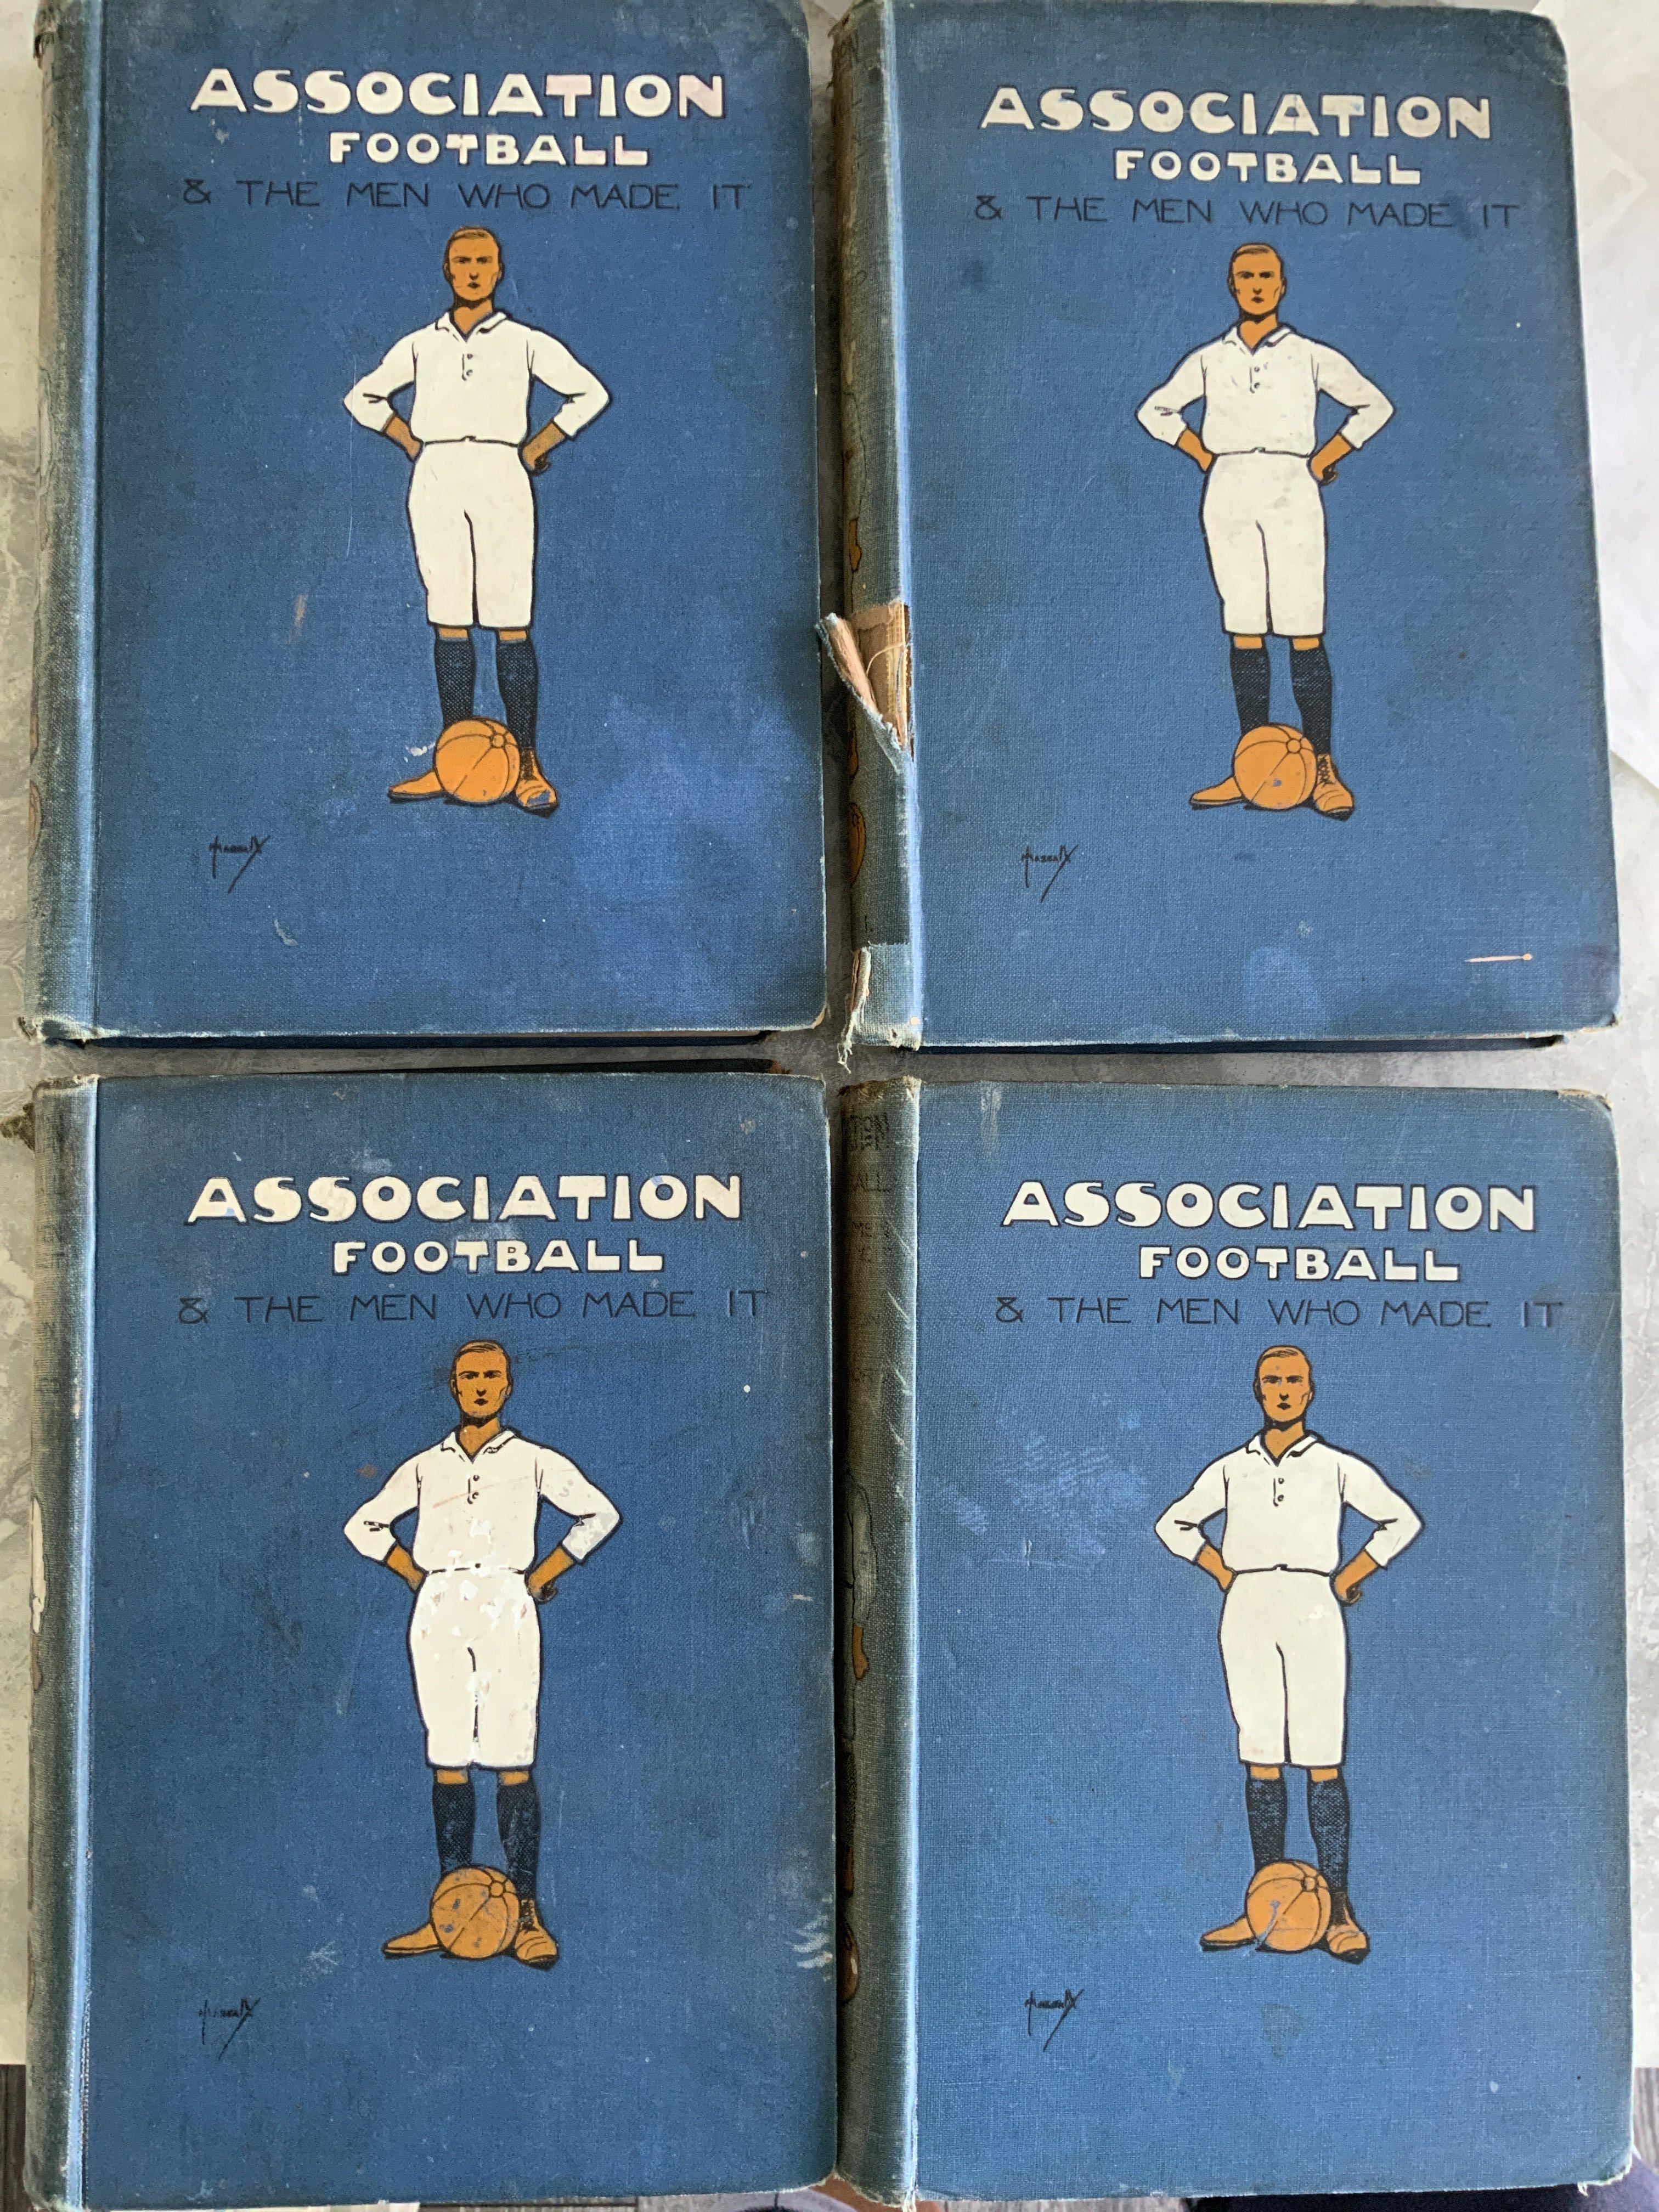 ASSOCIATION
FOOTBALL
& THE MEN WHO MADE IT
ASSOCIATION
FOOTBALL
& THE MEN WHO MADE IT
ASSOCIATION
FOOTBALL
& THE MEN WHO MADE IT
ASSOCIATION
FOOTBALL
& THE MEN WHO MADE IT